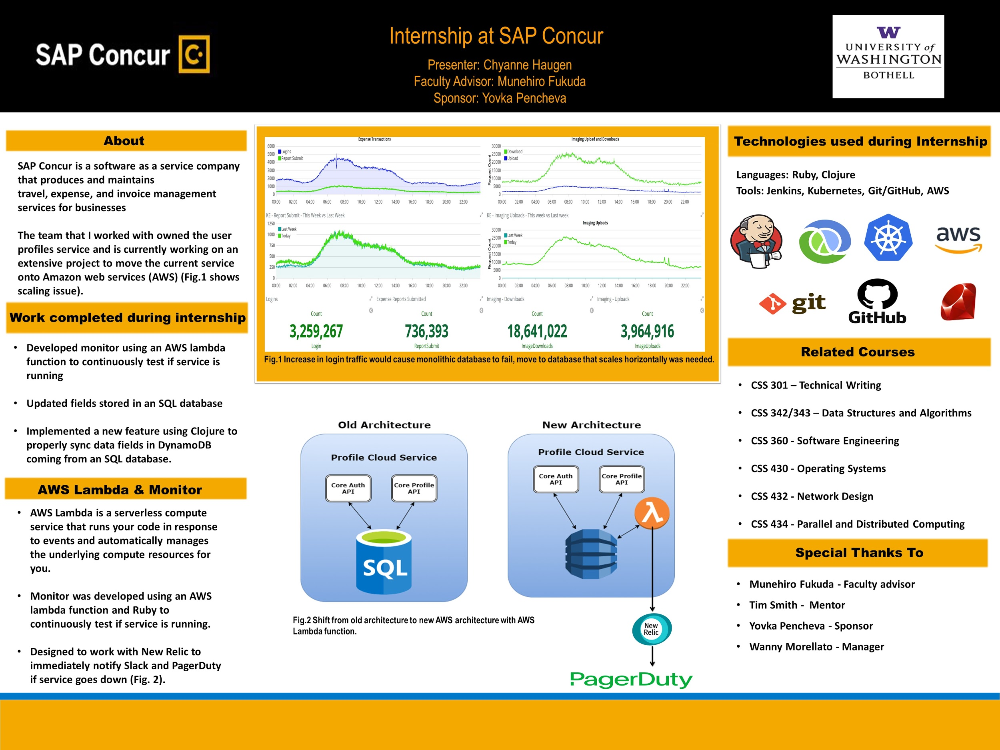 SAP Concur C
Internship at SAP Concur
Presenter: Chyanne Haugen
Faculty Advisor: Munehiro Fukuda
Sponsor: Yovka Pencheva
W
UNIVERSITY of
WASHINGTON
BOTHELL
About
SAP Concur is a software as a service company
that produces and maintains
travel, expense, and invoice management
services for businesses
The team that I worked with owned the user
profiles service and is currently working on an
extensive project to move the current service
onto Amazon web services (AWS) (Fig.1 shows
scaling issue).
Work completed during internship
• Developed monitor using an AWS lambda
function to continuously test if service is
running
• Updated fields stored in an SQL database
• Implemented a new feature using Clojure to
properly sync data fields in DynamoDB
coming from an SQL database.
AWS Lambda & Monitor
• AWS Lambda is a serverless compute
service that runs your code in response
to events and automatically manages
the underlying compute resources for
you.
• Monitor was developed using an AWS
lambda function and Ruby to
continuously test if service is running.
• Designed to work with New Relic to
immediately notify Slack and PagerDuty
if service goes down (Fig. 2).
Expense Transactions
6000
5000
4000
3000
2000
1000
0
Logins
Report Submit
00:00 02:00 04:00 06:00 08:00 10:00 12:00 14:00 16:00 18:00 20:00 22:00
Imaging Upload and Downloads
Request Count
30000
25000
20000
15000
10000
5000
0
Download
Upload
00:00 02:00 04:00 06:00 08:00 10:00 12:00 14:00 16:00 18:00 20:00 22:00
KE - Report Submit - This Week vs Last Week
1250
1000
750
500
250
0
Last Week
Today
00:00 02:00 04:00 06:00 08:00 10:00 12:00 14:00 16:00 18:00 20:00 22:00
KE - Imaging Uploads - This week vs Last week
Imaging Uploads
Request Count
30000
25000
20000
15000
10000
5000
0
Last Week
Today
00:00 02:00 04:00 06:00 08:00 10:00 12:00 14:00 16:00 18:00 20:00 22:00
Logins
Count
3,259,267
Login
Expense Reports Submitted
Count
736,393
ReportSubmit
Imaging - Downloads
Count
18,641,022
ImageDownloads
Imaging - Uploads
Count
3,964,916
ImageUploads
Fig.1 Increase in login traffic would cause monolithic database to fail, move to database that scales horizontally was needed.
Old Architecture
Profile Cloud Service
Core Auth
API
Core Profile
API
SQL
New Architecture
Profile Cloud Service
Core Auth
API
Core Profile
API
λ
New
Relic
PagerDuty
Fig.2 Shift from old architecture to new AWS architecture with AWS
Lambda function.
Technologies used during Internship
Languages: Ruby, Clojure
Tools: Jenkins, Kubernetes, Git/GitHub, AWS
aws
git
GitHub
Related Courses
• CSS 301 – Technical Writing
• CSS 342/343 – Data Structures and Algorithms
• CSS 360 - Software Engineering
• CSS 430 - Operating Systems
• CSS 432 - Network Design
• CSS 434 - Parallel and Distributed Computing
Special Thanks To
• Munehiro Fukuda - Faculty advisor
• Tim Smith - Mentor
• Yovka Pencheva - Sponsor
• Wanny Morellato - Manager